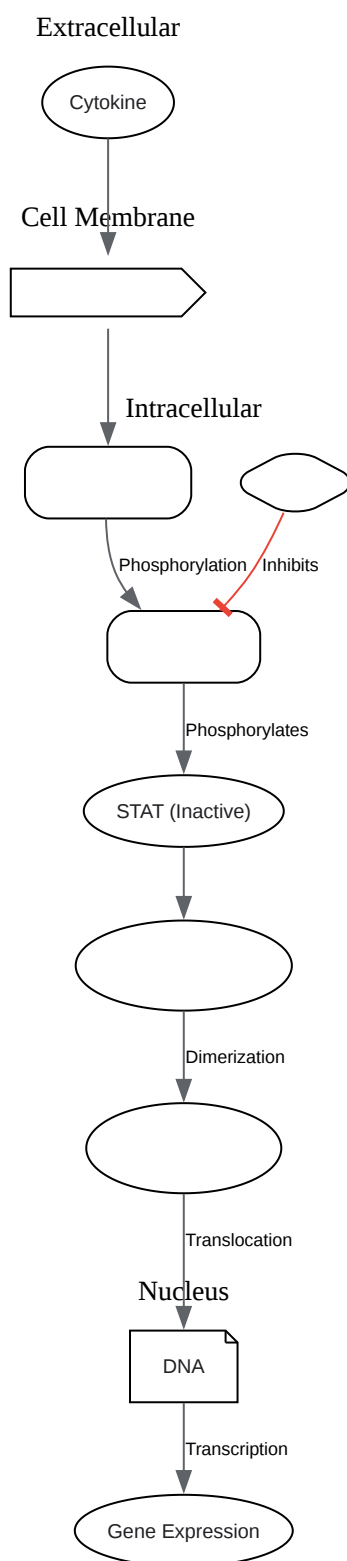 Extracellular
Cytokine
Cell Membrane
Intracellular
Phosphorylation
Inhibits
Phosphorylates
STAT (Inactive)
Dimerization
Translocation
Nucleus
DNA
Transcription
Gene Expression